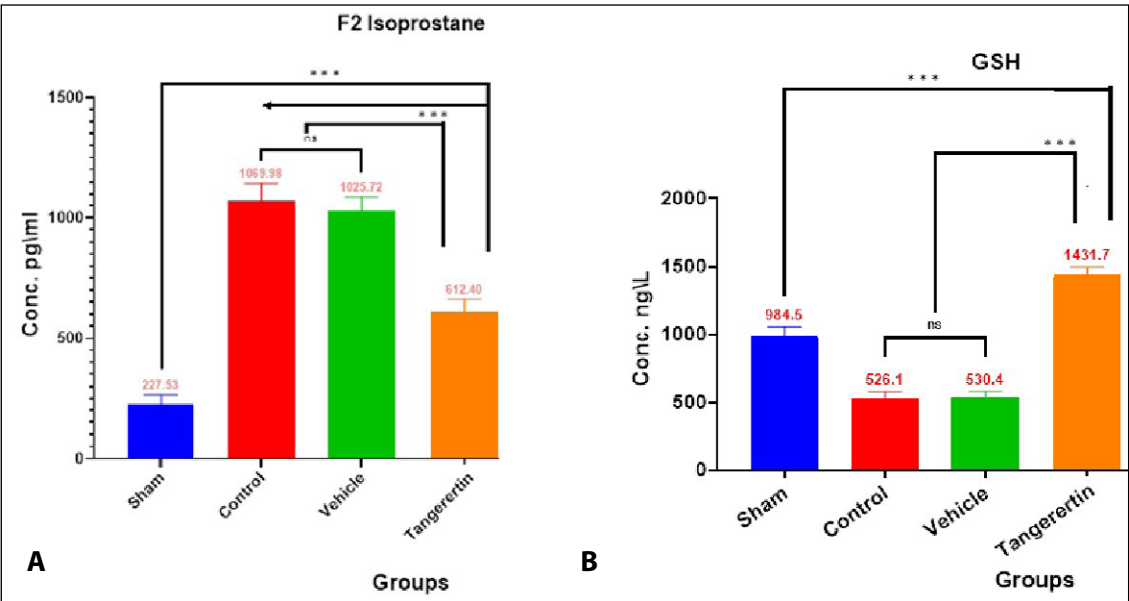 F2 Isoprostane
* * *
* * *
ns
1500
1000
500
0
1069.98
1025.72
612.40
227.53
Conc. pg\ml
Sham
Control
Vehicle
Tangerertin
Groups
A
GSH
* * *
* * *
ns
2000
1500
1000
500
0
1431.7
984.5
526.1
530.4
Conc. ng\L
Sham
Control
Vehicle
Tangerertin
Groups
B